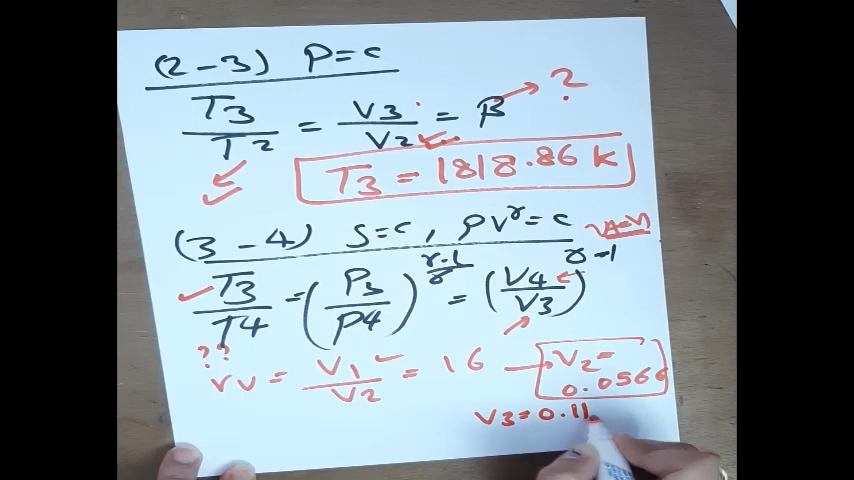 (2-3) P=c
T3/T2 = V3/V2 = β → ?
T3 = 1818.86 k
(3-4) S=c, PV^γ=c V4=V1
T3/T4 = (P3/P4)^(γ-1/γ) = (V4/V3)^(γ-1)
??
rv = V1/V2 = 16 → V2= 0.0566
V3=0.11